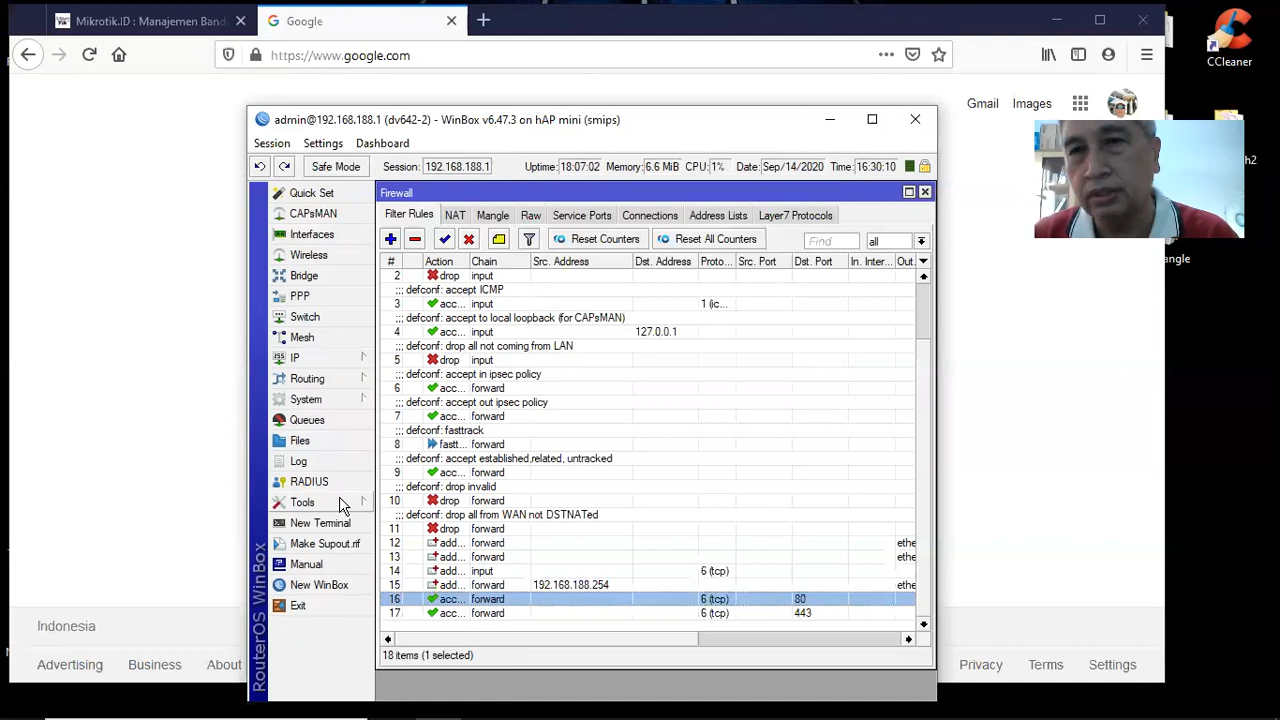 Mikrotik.ID : Manajemen Band
Google
https://www.google.com
CCleaner
Gmail Images
admin@192.168.188.1 (dv642-2) - WinBox v6.47.3 on hAP mini (smips)
Session Settings Dashboard
Safe Mode Session: 192.168.188.1 Uptime: 18:07:02 Memory: 6.6 MiB CPU: 1% Date: Sep/14/2020 Time: 16:30:10
Quick Set
CAPsMAN
Interfaces
Wireless
Bridge
PPP
Switch
Mesh
IP
Routing
System
Queues
Files
Log
RADIUS
Tools
New Terminal
Make Supout.rif
Manual
New WinBox
Exit
RouterOS WinBox
Firewall
Filter Rules NAT Mangle Raw Service Ports Connections Address Lists Layer7 Protocols
Reset Counters Reset All Counters Find all
# Action Chain Src. Address Dst. Address Proto... Src. Port Dst. Port In. Inter... Out.
2 drop input
;;; defconf: accept ICMP
3 acc... input 1 (ic...
;;; defconf: accept to local loopback (for CAPsMAN)
4 acc... input 127.0.0.1
;;; defconf: drop all not coming from LAN
5 drop input
;;; defconf: accept in ipsec policy
6 acc... forward
;;; defconf: accept out ipsec policy
7 acc... forward
;;; defconf: fasttrack
8 fastt... forward
;;; defconf: accept established,related, untracked
9 acc... forward
;;; defconf: drop invalid
10 drop forward
;;; defconf: drop all from WAN not DSTNATed
11 drop forward
12 add... forward ethe
13 add... forward ethe
14 add... input 6 (tcp)
15 add... forward 192.168.188.254 ethe
16 acc... forward 6 (tcp) 80
17 acc... forward 6 (tcp) 443
18 items (1 selected)
Indonesia
Advertising Business About Privacy Terms Settings